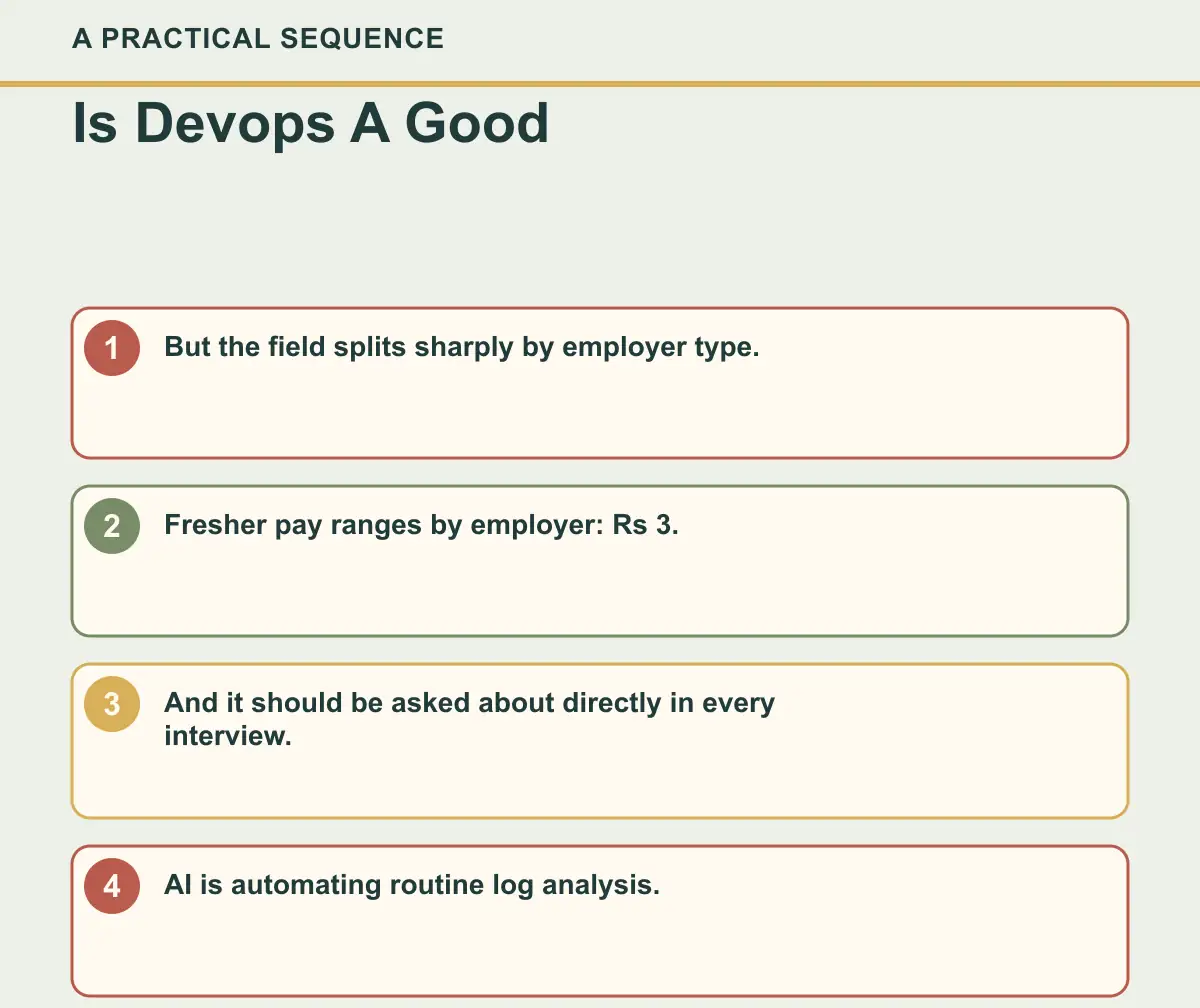 A PRACTICAL SEQUENCE
Is Devops A Good
1
But the field splits sharply by employer type.
2
Fresher pay ranges by employer: Rs 3.
3
And it should be asked about directly in every
interview.
4
AI is automating routine log analysis.